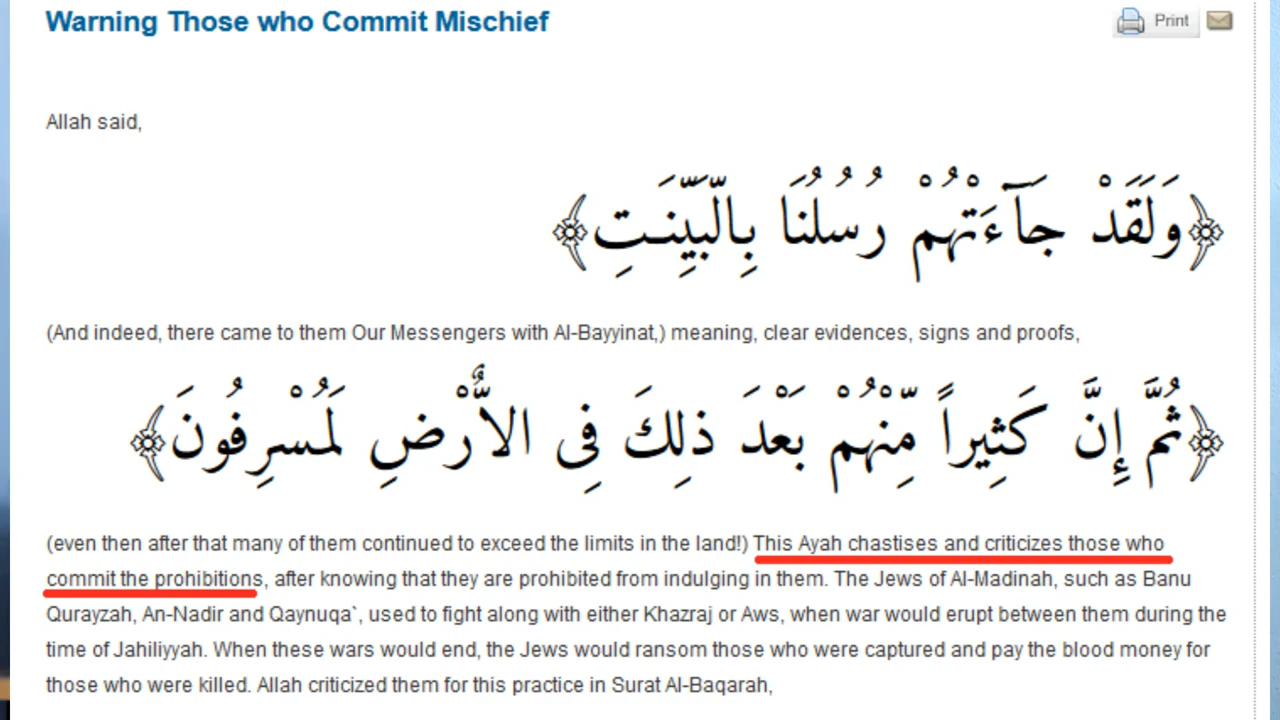 Warning Those who Commit Mischief
Print
Allah said,
﴿وَلَقَدْ جَآءَتْهُمْ رُسُلُنَا بِالّبَيِّنَـتِ﴾
(And indeed, there came to them Our Messengers with Al-Bayyinat,) meaning, clear evidences, signs and proofs,
﴿ثُمَّ إِنَّ كَثِيراً مِّنْهُمْ بَعْدَ ذلِكَ فِى الاٌّرْضِ لَمُسْرِفُونَ﴾
(even then after that many of them continued to exceed the limits in the land!) This Ayah chastises and criticizes those who
commit the prohibitions, after knowing that they are prohibited from indulging in them. The Jews of Al-Madinah, such as Banu
Qurayzah, An-Nadir and Qaynuqa`, used to fight along with either Khazraj or Aws, when war would erupt between them during the
time of Jahiliyyah. When these wars would end, the Jews would ransom those who were captured and pay the blood money for
those who were killed. Allah criticized them for this practice in Surat Al-Baqarah,